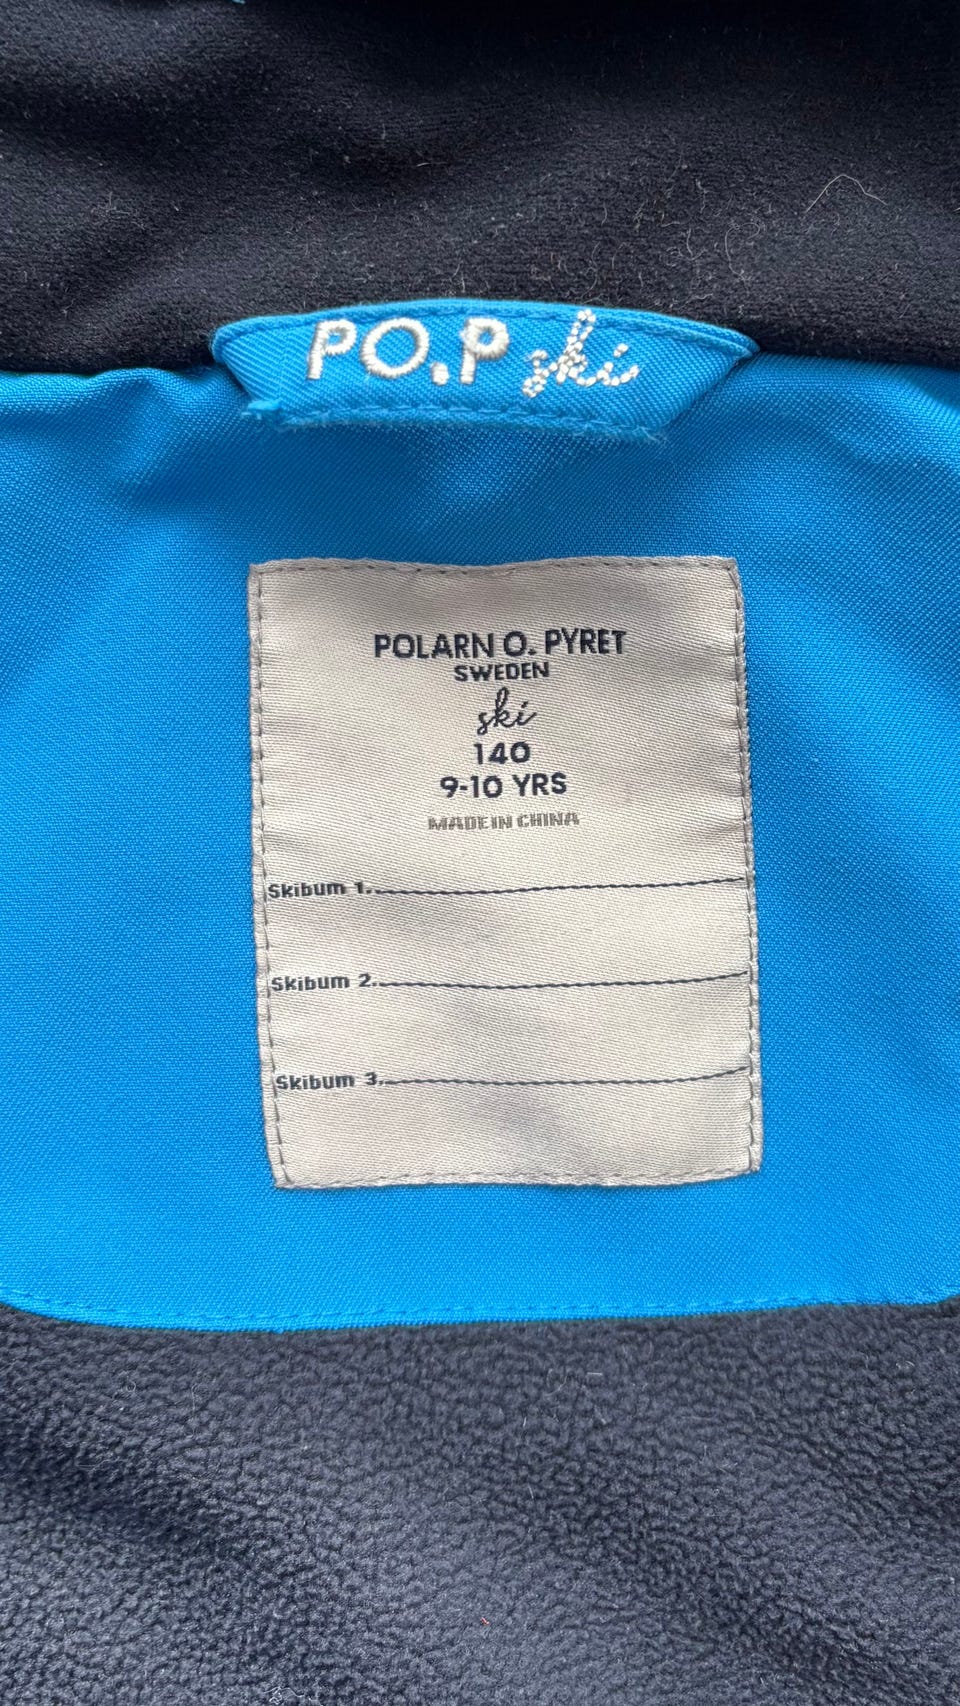 PO.P ski
POLARN O. PYRET
SWEDEN
ski
140
9-10 YRS
MADE IN CHINA
Skibum 1.
Skibum 2.
Skibum 3.